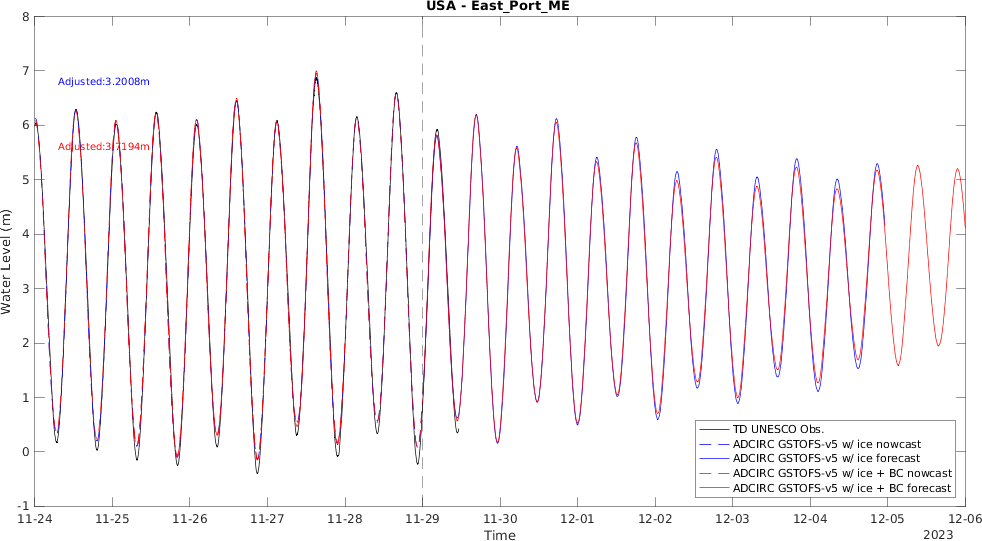 USA - East_Port_ME
8
7
6
5
4
3
2
1
0
-1
Water Level (m)
Adjusted:3.2008m
Adjusted:3.7194m
TD UNESCO Obs.
ADCIRC GSTOFS-v5 w/ ice nowcast
ADCIRC GSTOFS-v5 w/ ice forecast
ADCIRC GSTOFS-v5 w/ ice + BC nowcast
ADCIRC GSTOFS-v5 w/ ice + BC forecast
11-24 11-25 11-26 11-27 11-28 11-29 11-30 12-01 12-02 12-03 12-04 12-05 12-06
Time
2023